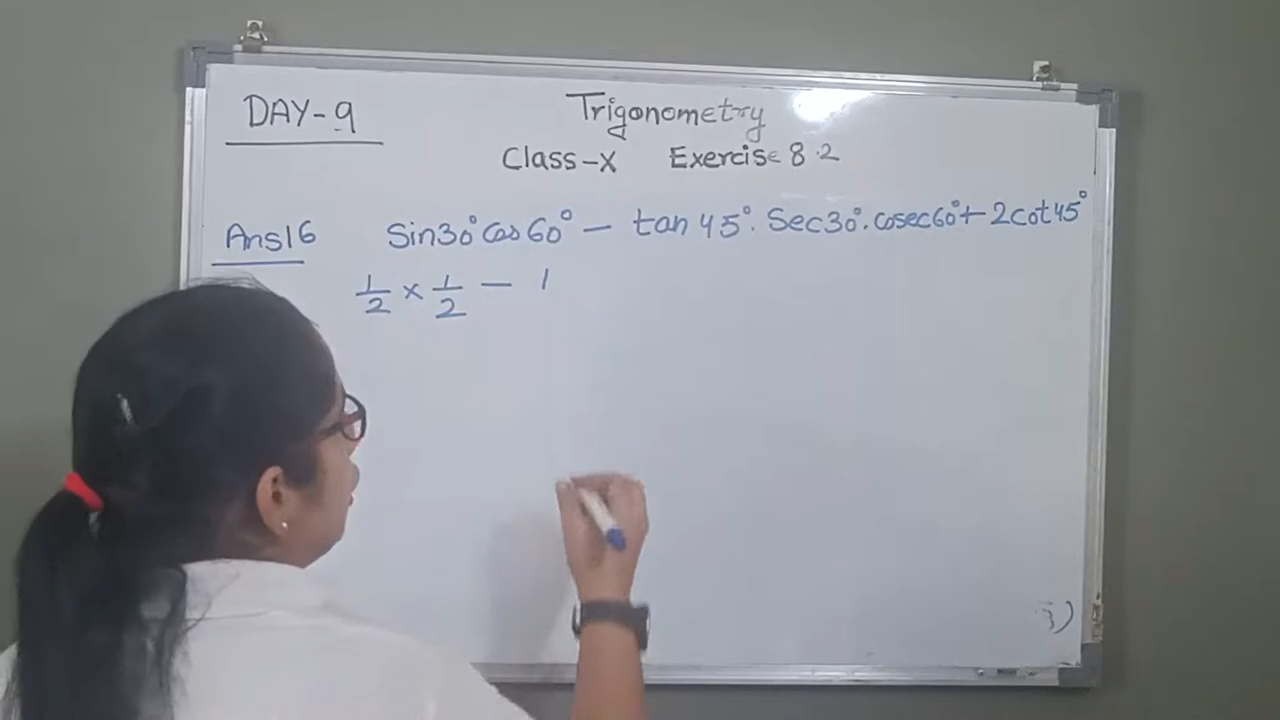 DAY-9
Trigonometry
Class-X Exercise 8.2
Ans16 Sin30° Cos60° - tan 45°. Sec30°. cosec60° + 2cot45°
1/2 × 1/2 - 1